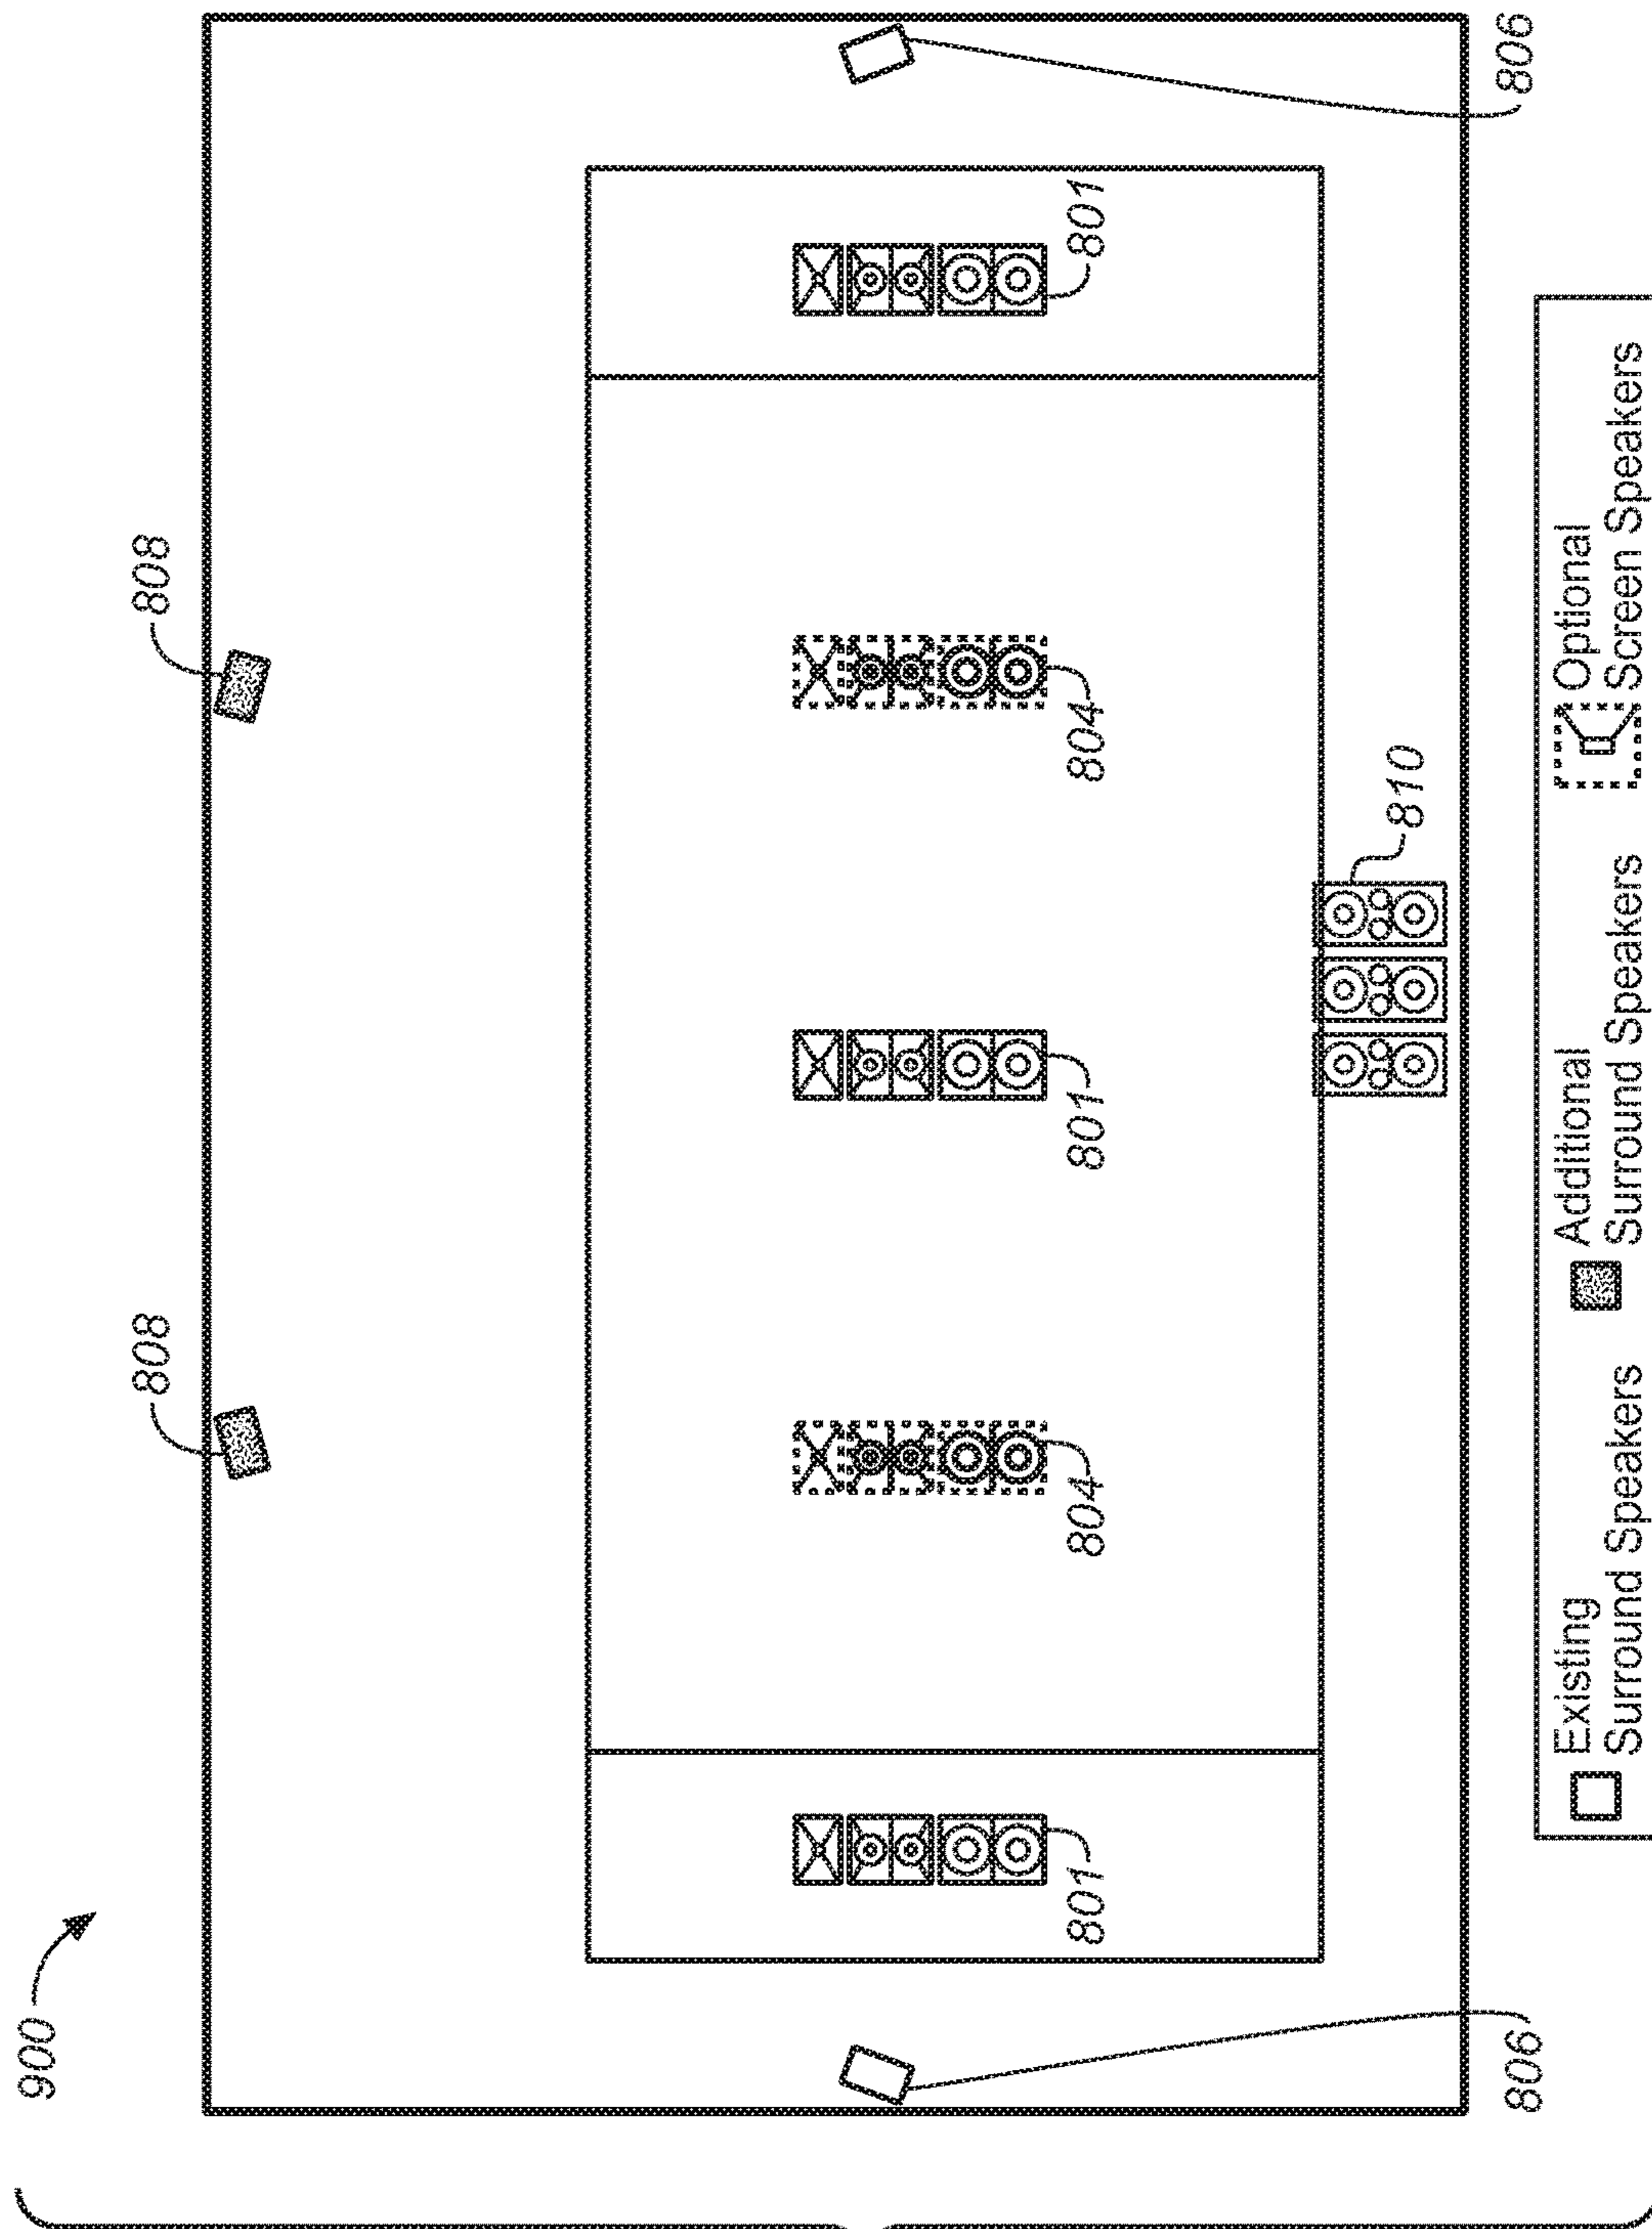 900
808
808
801
804
801
804
801
810
806
806
Existing
Surround Speakers
Additional
Surround Speakers
Optional
Screen Speakers